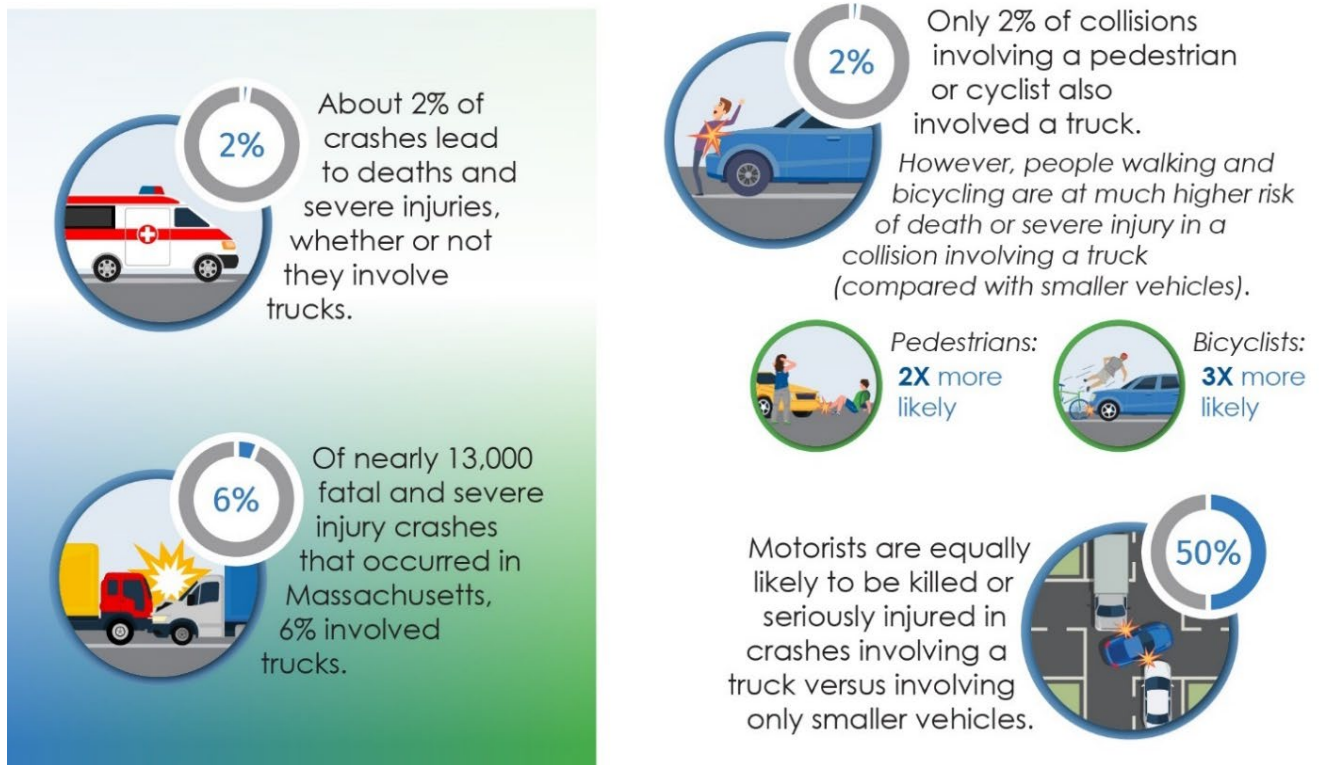 2%
About 2% of
crashes lead
to deaths and
severe injuries,
whether or not
they involve
trucks.
6%
Of nearly 13,000
fatal and severe
injury crashes
that occurred in
Massachusetts,
6% involved
trucks.
2%
Only 2% of collisions
involving a pedestrian
or cyclist also
involved a truck.
However, people walking and
bicycling are at much higher risk
of death or severe injury in a
collision involving a truck
(compared with smaller vehicles).
Pedestrians:
2X more
likely
Bicyclists:
3X more
likely
50%
Motorists are equally
likely to be killed or
seriously injured in
crashes involving a
truck versus involving
only smaller vehicles.